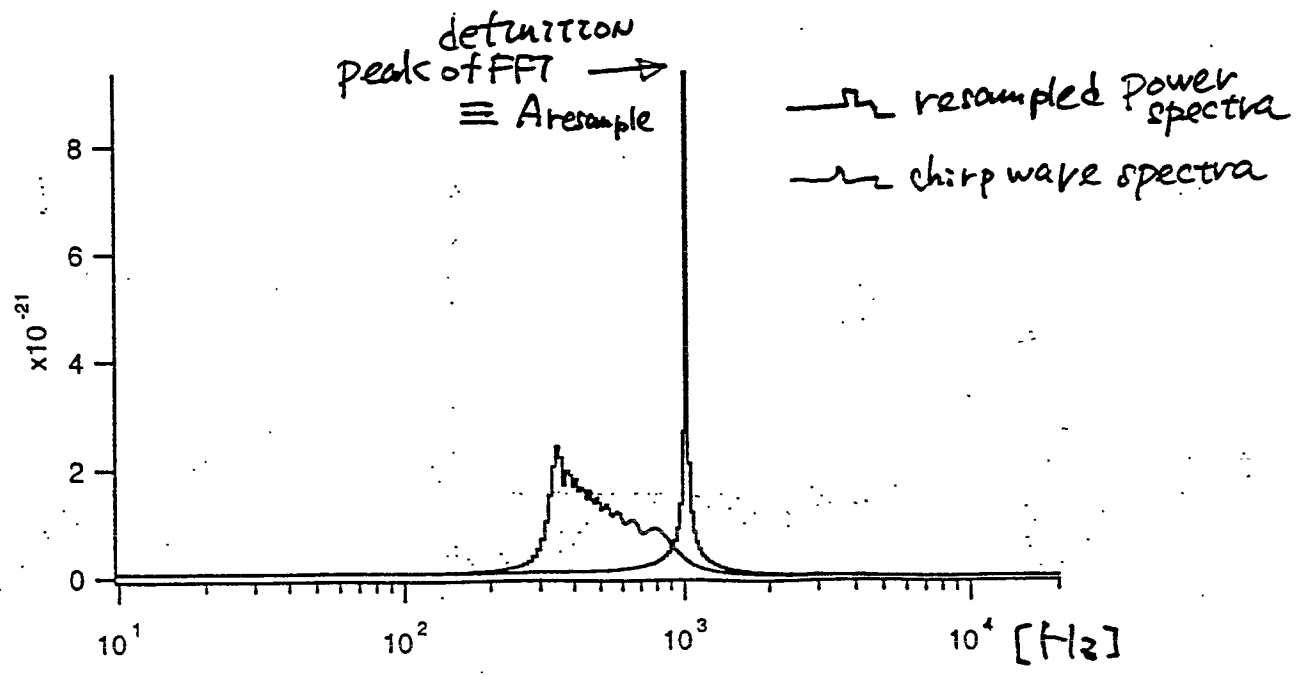 definition
peak of FFT
≡ Aresample
resampled Power
spectra
chirp wave spectra
8
6
4
2
0
x10⁻²¹
10¹ 10² 10³ 10⁴ [Hz]